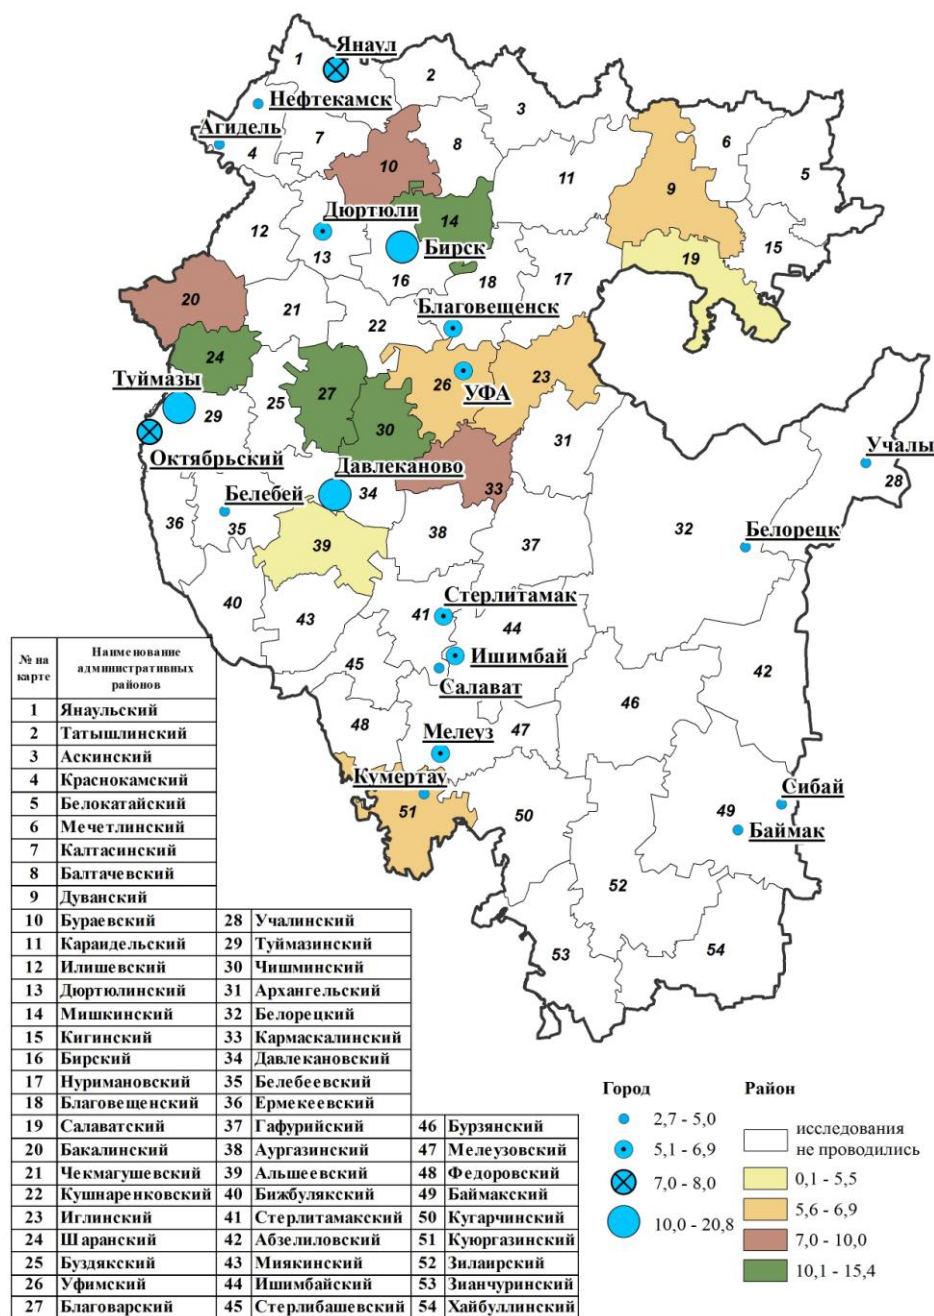 Янаул
1
2
Нефтекамск
3
Агидель
4
7
8
6
5
10
9
11
12
Дюртюли
14
13
Бирск
15
19
16
18
17
20
21
Благовещенск
22
24
26
23
Туймазы
27
УФА
25
29
30
31
Октябрьский
Давлеканово
Учалы
28
33
34
Белебей
36
35
32
Белорецк
38
37
39
40
43
Стерлитамак
41
44
Ишимбай
Салават
45
42
46
48
Мелеуз
47
Кумертау
51
50
Сибай
49
Баймак
52
53
54
№ на карте
Наименование административных районов
1 Янаульский
2 Татышлинский
3 Аскинский
4 Краснокамский
5 Белокатайский
6 Мечетлинский
7 Калтасинский
8 Балтачевский
9 Дуванский
10 Бураевский 28 Учалинский
11 Караидельский 29 Туймазинский
12 Илишевский 30 Чишминский
13 Дюртюлинский 31 Архангельский
14 Мишкинский 32 Белорецкий
15 Кигинский 33 Кармаскалинский
16 Бирский 34 Давлекановский
17 Нуримановский 35 Белебеевский
18 Благовещенский 36 Ермекеевский
19 Салаватский 37 Гафурийский 46 Бурзянский
20 Бакалинский 38 Аургазинский 47 Мелеузовский
21 Чекмагушевский 39 Альшеевский 48 Федоровский
22 Кушнаренковский 40 Бижбулякский 49 Баймакский
23 Иглинский 41 Стерлитамакский 50 Кугарчинский
24 Шаранский 42 Абзелиловский 51 Куюргазинский
25 Буздякский 43 Миякинский 52 Зилаирский
26 Уфимский 44 Ишимбайский 53 Зианчуринский
27 Благоварский 45 Стерлибашевский 54 Хайбуллинский
Город
2,7 - 5,0
5,1 - 6,9
7,0 - 8,0
10,0 - 20,8
Район
исследования
не проводились
0,1 - 5,5
5,6 - 6,9
7,0 - 10,0
10,1 - 15,4